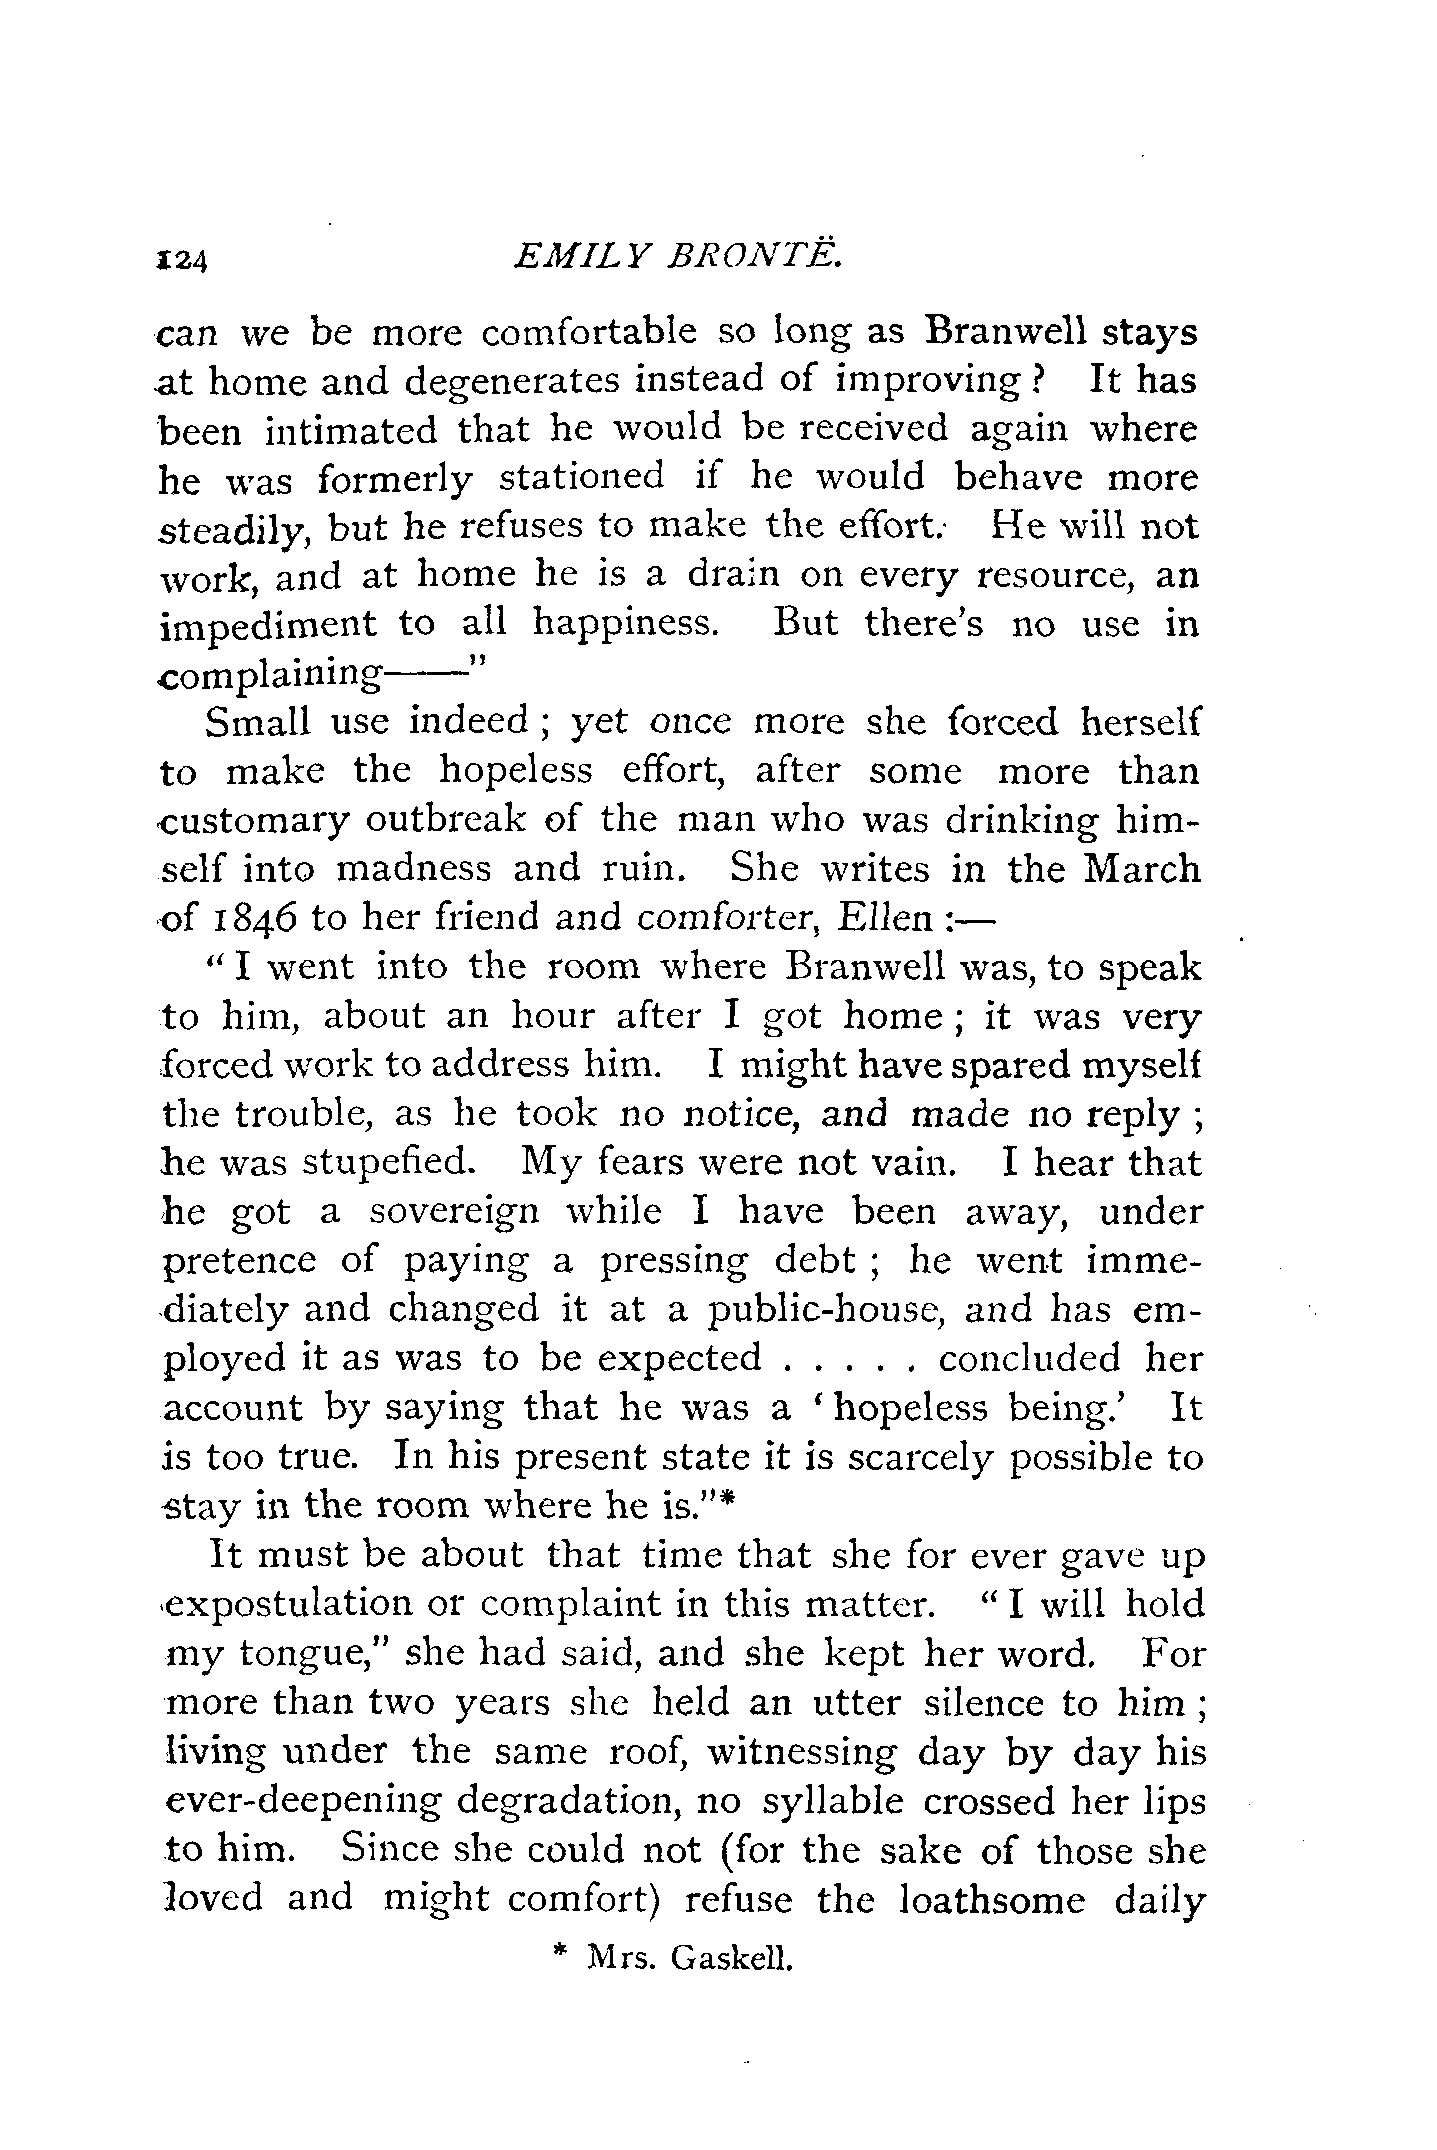 124 EMILY BRONTË.
can we be more comfortable so long as Branwell stays
at home and degenerates instead of improving ? It has
been intimated that he would be received again where
he was formerly stationed if he would behave more
steadily, but he refuses to make the effort. He will not
work, and at home he is a drain on every resource, an
impediment to all happiness. But there's no use in
complaining——"
Small use indeed ; yet once more she forced herself
to make the hopeless effort, after some more than
customary outbreak of the man who was drinking him-
self into madness and ruin. She writes in the March
of 1846 to her friend and comforter, Ellen :—
" I went into the room where Branwell was, to speak
to him, about an hour after I got home ; it was very
forced work to address him. I might have spared myself
the trouble, as he took no notice, and made no reply ;
he was stupefied. My fears were not vain. I hear that
he got a sovereign while I have been away, under
pretence of paying a pressing debt ; he went imme-
diately and changed it at a public-house, and has em-
ployed it as was to be expected . . . . . concluded her
account by saying that he was a ' hopeless being.' It
is too true. In his present state it is scarcely possible to
stay in the room where he is."*
It must be about that time that she for ever gave up
expostulation or complaint in this matter. " I will hold
my tongue," she had said, and she kept her word. For
more than two years she held an utter silence to him ;
living under the same roof, witnessing day by day his
ever-deepening degradation, no syllable crossed her lips
to him. Since she could not (for the sake of those she
loved and might comfort) refuse the loathsome daily
* Mrs. Gaskell.